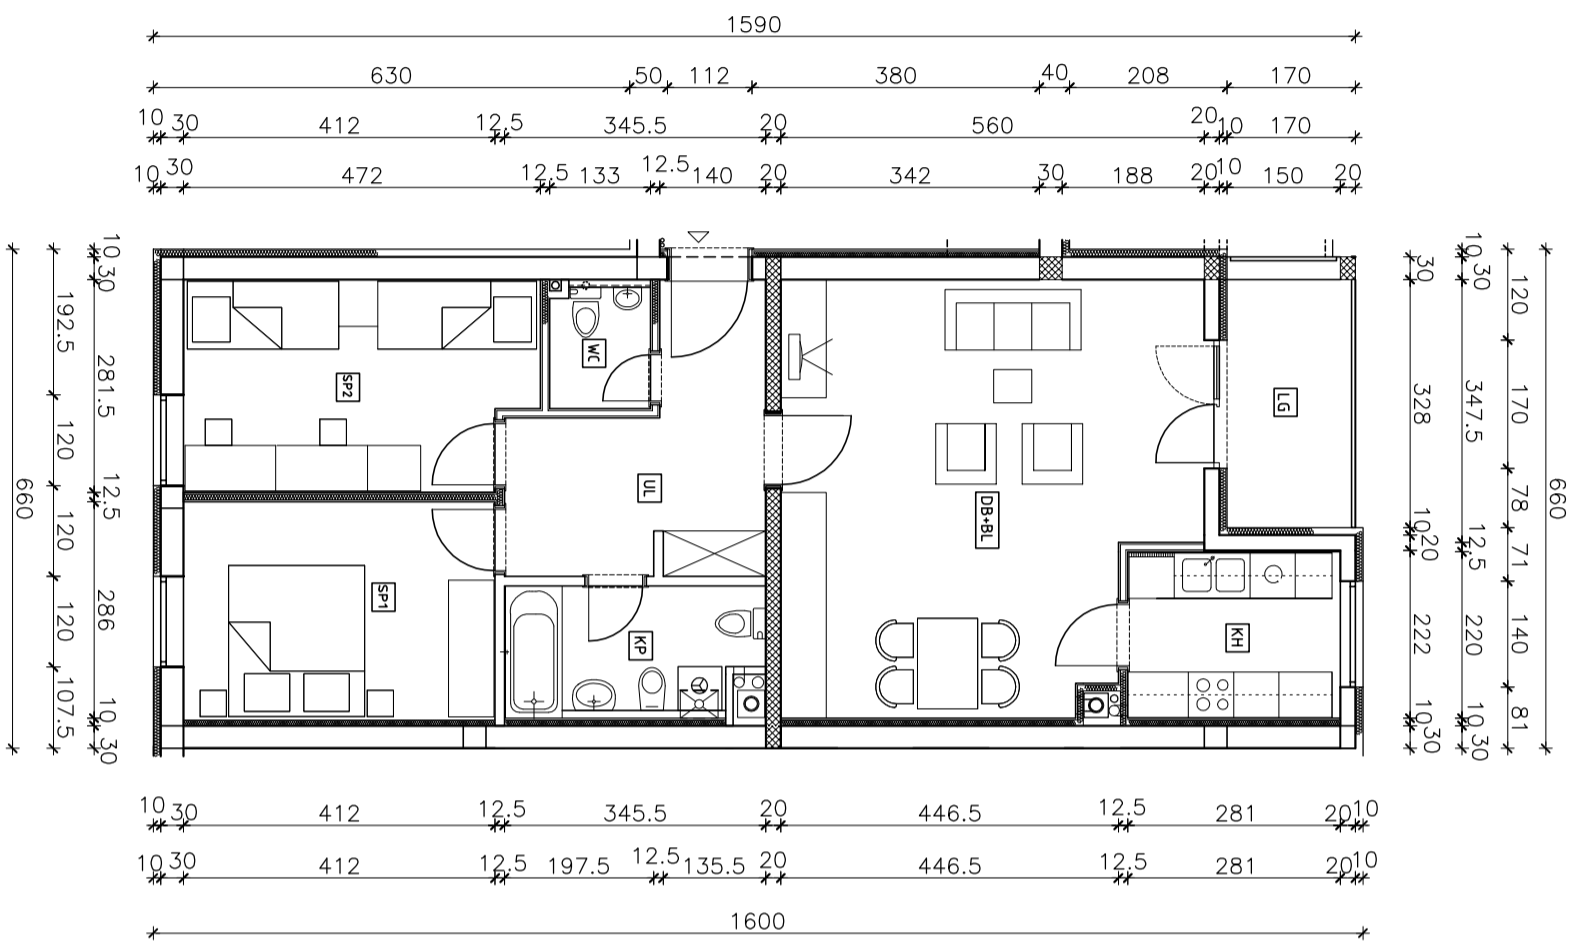 1590
630 50 112 380 40 208 170
10 30 412 12.5 345.5 20 560 20 10 170
10 30 472 12.5 133 12.5 140 20 342 30 188 20 10 150 20
660
192.5 120 120 120 107.5
10 30 281.5 12.5 286 10 30
SP2
WC
UL
SP1
KP
DB+BL
LG
KH
30 328 10 20 222 10 30
10 30 347.5 12.5 220 10 30
120 170 78 71 140 81
660
10 30 412 12.5 345.5 20 446.5 12.5 281 20 10
10 30 412 12.5 197.5 12.5 135.5 20 446.5 12.5 281 20 10
1600